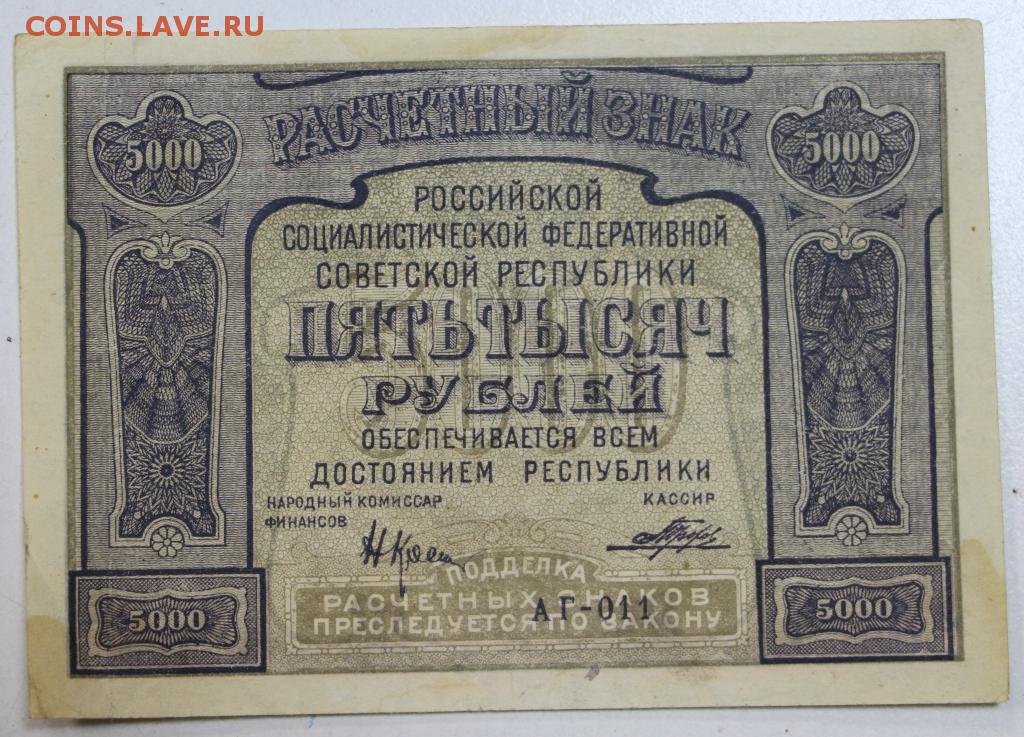 COINS.LAVE.RU
РАСЧЕТНЫЙ ЗНАК
5000
5000
РОССИЙСКОЙ
СОЦИАЛИСТИЧЕСКОЙ ФЕДЕРАТИВНОЙ
СОВЕТСКОЙ РЕСПУБЛИКИ
5000
ПЯТЬ ТЫСЯЧ
РУБЛЕЙ
ОБЕСПЕЧИВАЕТСЯ ВСЕМ
ДОСТОЯНИЕМ РЕСПУБЛИКИ
НАРОДНЫЙ КОМИССАР
ФИНАНСОВ
КАССИР
ПОДДЕЛКА
РАСЧЕТНЫХ ЗНАКОВ
ПРЕСЛЕДУЕТСЯ ПО ЗАКОНУ
АГ-011
5000
5000